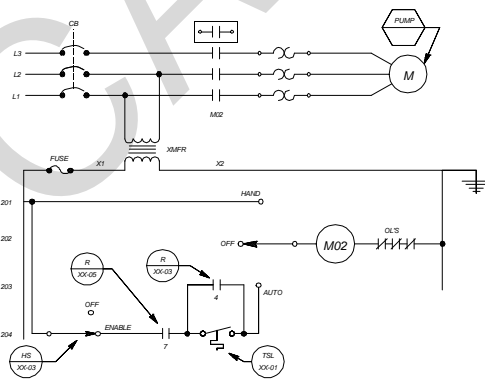 CB
PUMP
L3
L2
M
L1
M02
XMFR
FUSE
X1
X2
201
HAND
202
OFF
M02
OL'S
R
XX-05
R
XX-03
203
4
AUTO
OFF
204
ENABLE
7
HS
XX-03
TSL
XX-01